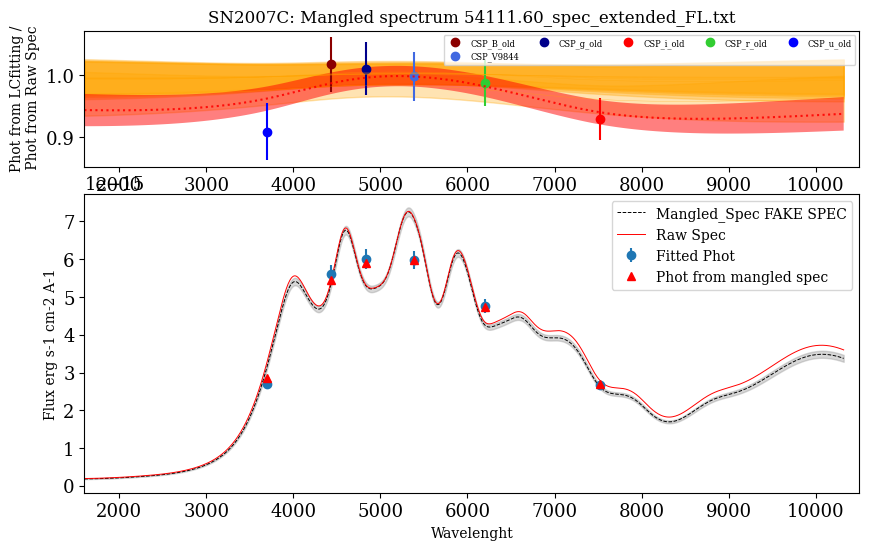 SN2007C: Mangled spectrum 54111.60_spec_extended_FL.txt
Phot from LCfitting /
Phot from Raw Spec
1.0
0.9
CSP_B_old
CSP_g_old
CSP_i_old
CSP_r_old
CSP_u_old
CSP_V9844
2000 3000 4000 5000 6000 7000 8000 9000 10000
1e−15
Flux erg s-1 cm-2 A-1
7
6
5
4
3
2
1
0
Mangled_Spec FAKE SPEC
Raw Spec
Fitted Phot
Phot from mangled spec
2000 3000 4000 5000 6000 7000 8000 9000 10000
Wavelenght